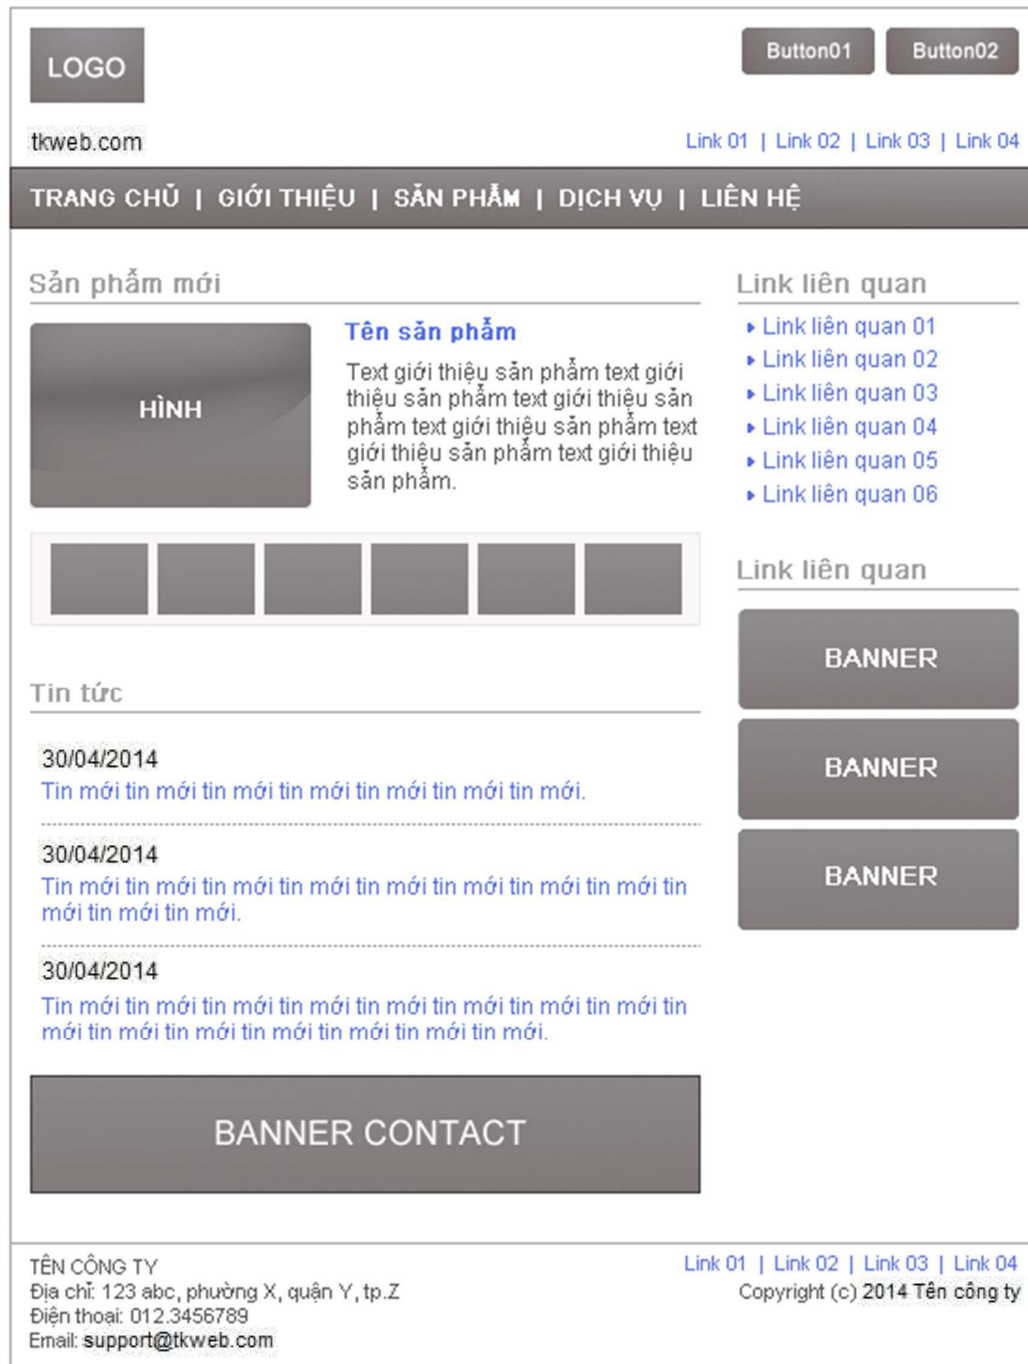 LOGO
Button01
Button02
tkweb.com
Link 01 | Link 02 | Link 03 | Link 04
TRANG CHỦ | GIỚI THIỆU | SẢN PHẨM | DỊCH VỤ | LIÊN HỆ
Sản phẩm mới
HÌNH
Tên sản phẩm
Text giới thiệu sản phẩm text giới
thiệu sản phẩm text giới thiệu sản
phẩm text giới thiệu sản phẩm text
giới thiệu sản phẩm text giới thiệu
sản phẩm.
Tin tức
30/04/2014
Tin mới tin mới tin mới tin mới tin mới tin mới tin mới.
30/04/2014
Tin mới tin mới tin mới tin mới tin mới tin mới tin mới tin mới tin
mới tin mới tin mới.
30/04/2014
Tin mới tin mới tin mới tin mới tin mới tin mới tin mới tin mới tin
mới tin mới tin mới tin mới tin mới tin mới tin mới.
BANNER CONTACT
Link liên quan
Link liên quan 01
Link liên quan 02
Link liên quan 03
Link liên quan 04
Link liên quan 05
Link liên quan 06
Link liên quan
BANNER
BANNER
BANNER
TÊN CÔNG TY
Địa chỉ: 123 abc, phường X, quận Y, tp.Z
Điện thoại: 012.3456789
Email: support@tkweb.com
Link 01 | Link 02 | Link 03 | Link 04
Copyright (c) 2014 Tên công ty